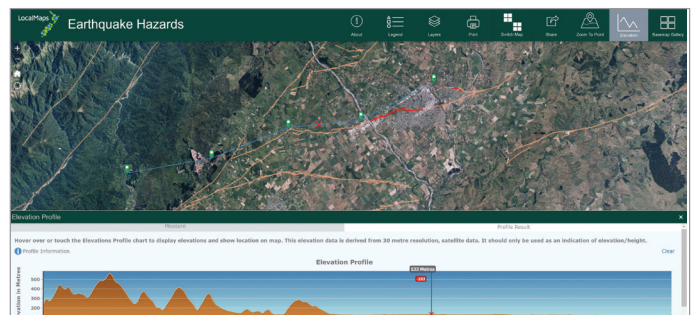 LocalMaps
Earthquake Hazards
About
Legend
Layers
Print
Switch Map
Share
Zoom To Point
Elevation
Basemap Gallery
Elevation Profile
Measure
Profile Result
Hover over or touch the Elevations Profile chart to display elevations and show location on map. This elevation data is derived from 30 metre resolution, satellite data. It should only be used as an indication of elevation/height.
Profile Information
Clear
Elevation Profile
Metres
500
400
300
200
vation in Metres